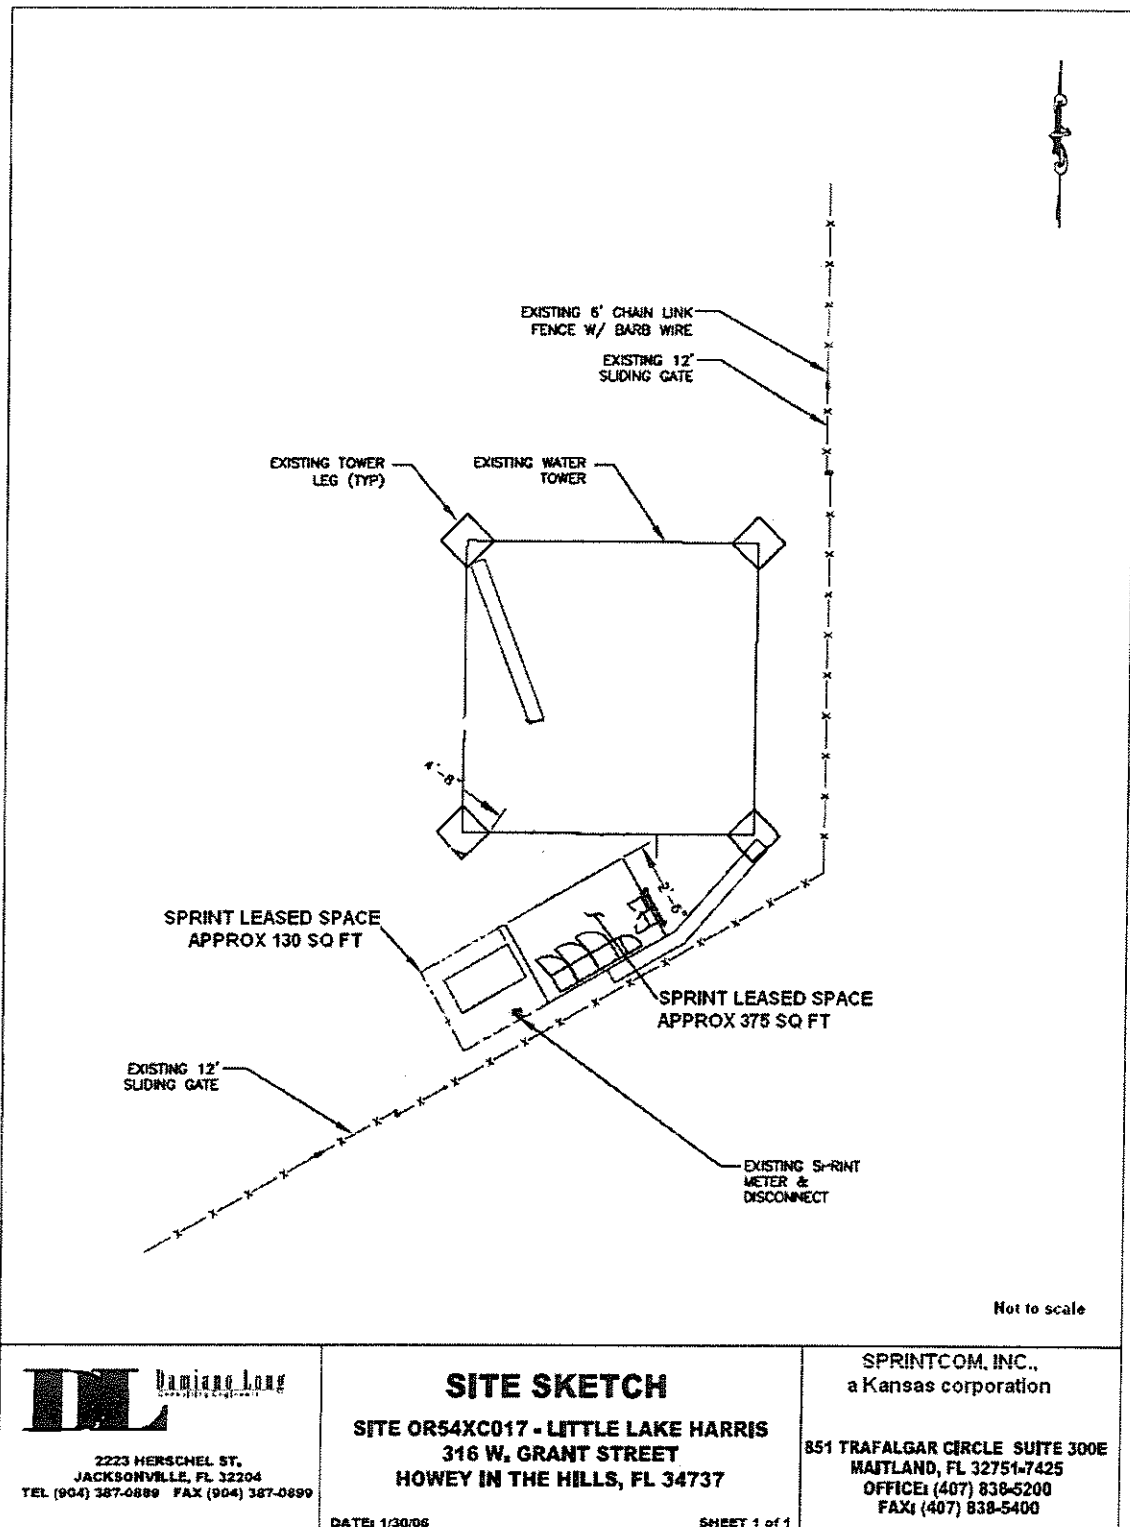 EXISTING 6' CHAIN LINK
FENCE W/ BARB WIRE
EXISTING 12'
SLIDING GATE
EXISTING TOWER
LEG (TYP)
EXISTING WATER
TOWER
4'-8"
2'-6"
SPRINT LEASED SPACE
APPROX 130 SQ FT
SPRINT LEASED SPACE
APPROX 375 SQ FT
EXISTING 12'
SLIDING GATE
EXISTING SPRINT
METER &
DISCONNECT
Not to scale
DL
Damiano Long
2223 HERSCHEL ST.
JACKSONVILLE, FL 32204
TEL (904) 387-0889 FAX (904) 387-0899
SITE SKETCH
SITE OR54XC017 - LITTLE LAKE HARRIS
316 W. GRANT STREET
HOWEY IN THE HILLS, FL 34737
DATE: 1/30/06
SHEET 1 of 1
SPRINTCOM, INC.,
a Kansas corporation
851 TRAFALGAR CIRCLE SUITE 300E
MAITLAND, FL 32751-7425
OFFICE: (407) 838-5200
FAX: (407) 838-5400